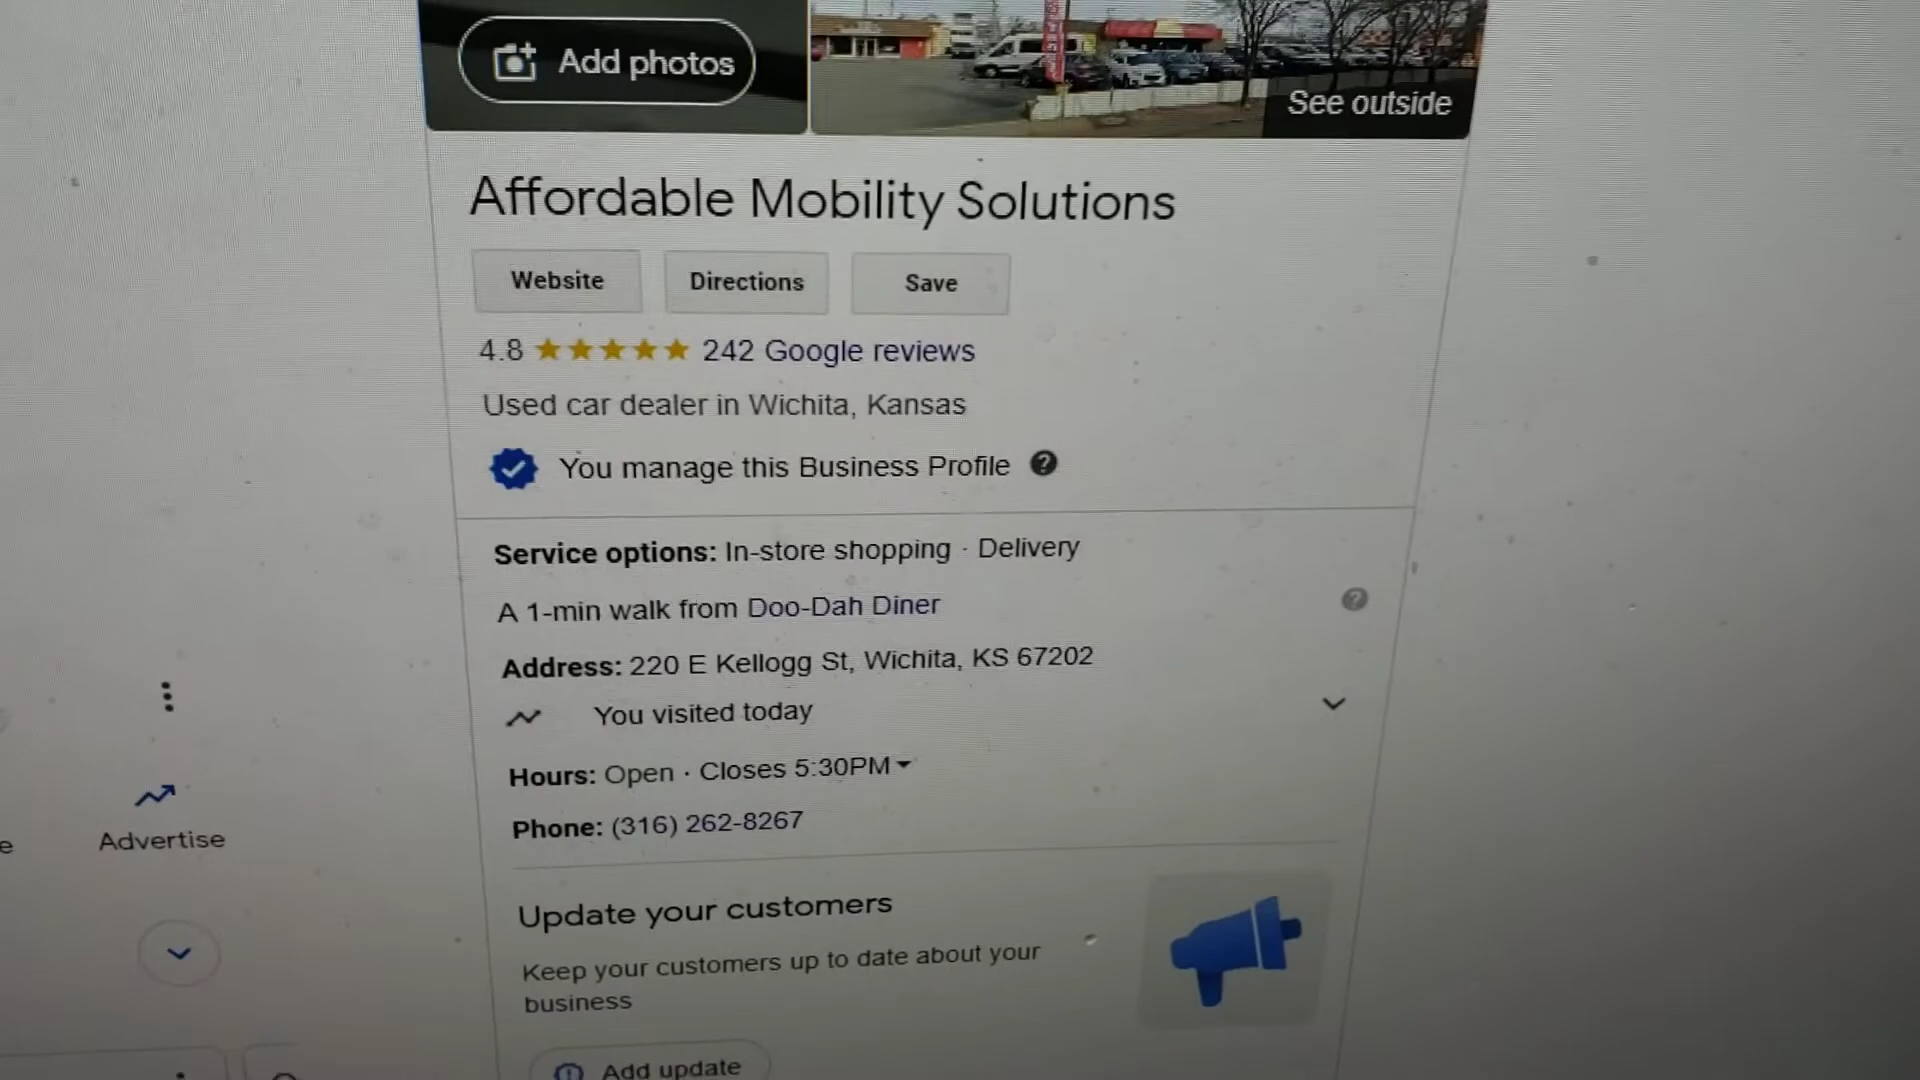 Add photos
See outside
Affordable Mobility Solutions
Website Directions Save
4.8 242 Google reviews
Used car dealer in Wichita, Kansas
You manage this Business Profile
Service options: In-store shopping · Delivery
A 1-min walk from Doo-Dah Diner
Address: 220 E Kellogg St, Wichita, KS 67202
You visited today
Hours: Open · Closes 5:30PM
Phone: (316) 262-8267
Advertise
Update your customers
Keep your customers up to date about your
business
Add update